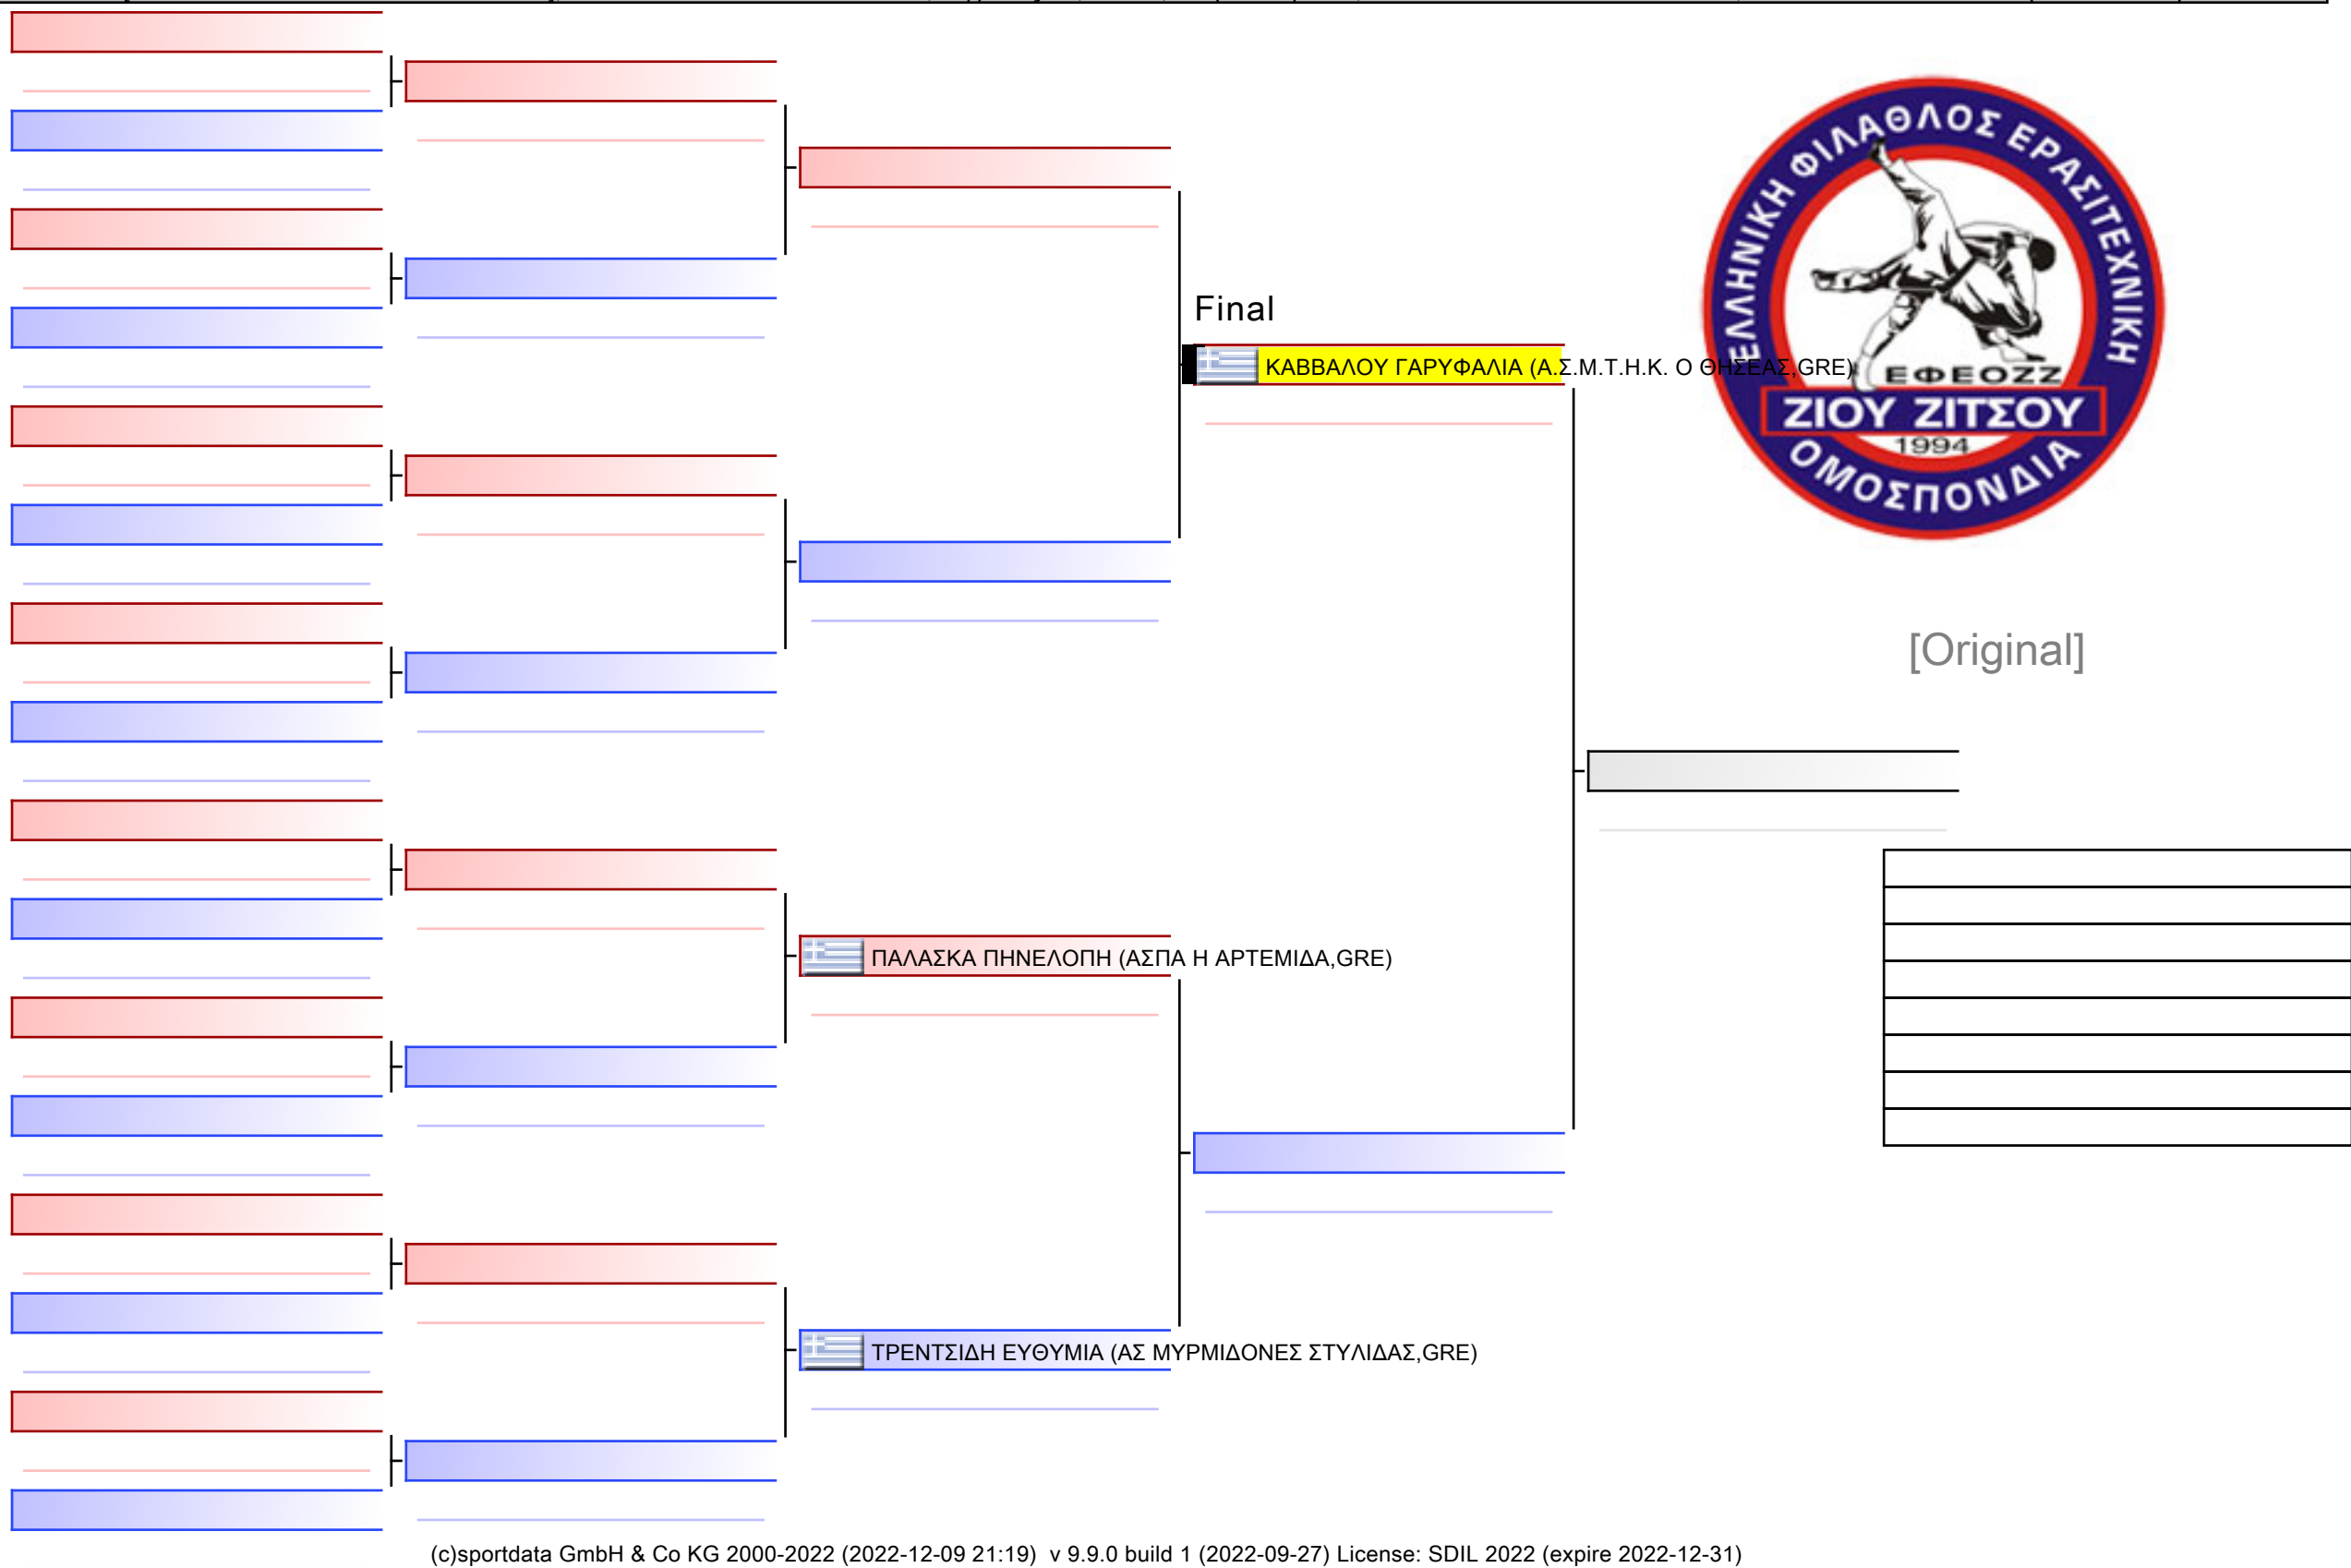 ΕΛΛΗΝΙΚΗ ΦΙΛΑΘΛΟΣ ΕΡΑΣΙΤΕΧΝΙΚΗ
Final
ΚΑΒΒΑΛΟΥ ΓΑΡΥΦΑΛΙΑ (Α.Σ.Μ.Τ.Η.Κ. Ο ΘΗΣΕΑΣ,GRE)
ΕΦΕΟΖΖ
ΖΙΟΥ ΖΙΤΣΟΥ
1994
ΟΜΟΣΠΟΝΔΙΑ
[Original]
ΠΑΛΑΣΚΑ ΠΗΝΕΛΟΠΗ (ΑΣΠΑ Η ΑΡΤΕΜΙΔΑ,GRE)
ΤΡΕΝΤΣΙΔΗ ΕΥΘΥΜΙΑ (ΑΣ ΜΥΡΜΙΔΟΝΕΣ ΣΤΥΛΙΔΑΣ,GRE)
(c)sportdata GmbH & Co KG 2000-2022 (2022-12-09 21:19) v 9.9.0 build 1 (2022-09-27) License: SDIL 2022 (expire 2022-12-31)